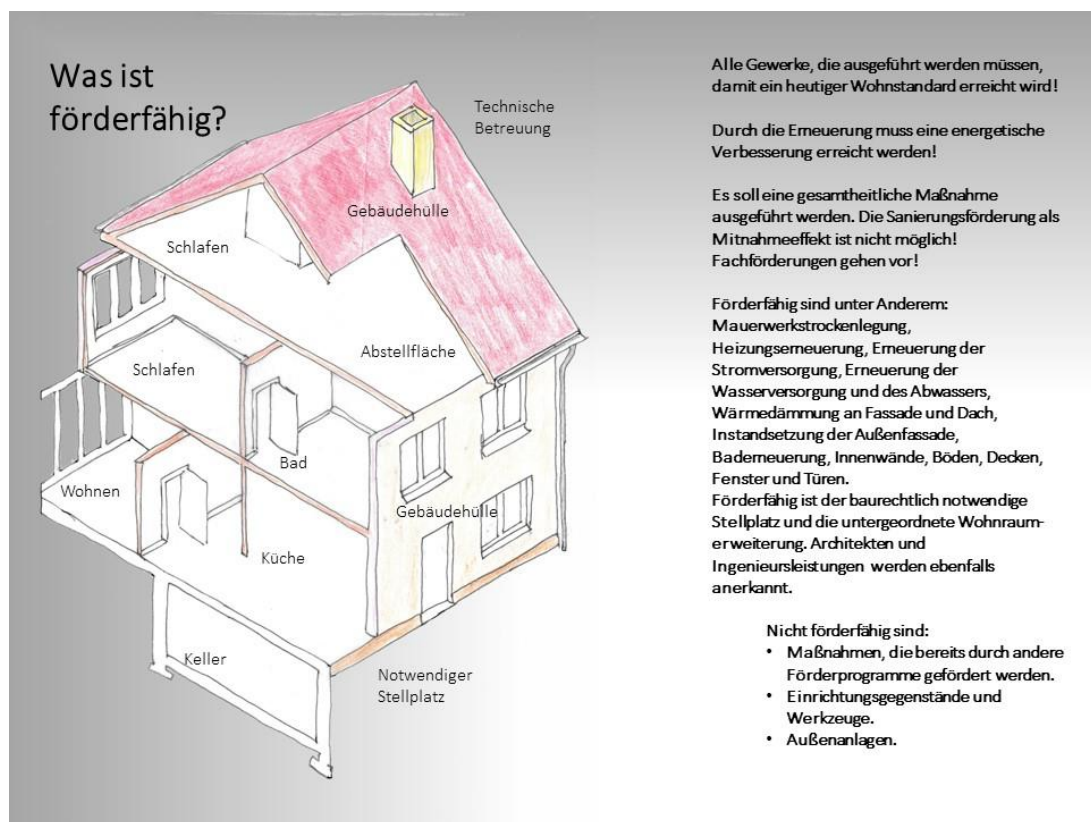 Was ist
förderfähig?
Technische
Betreuung
Gebäudehülle
Schlafen
Abstellfläche
Schlafen
Bad
Wohnen
Gebäudehülle
Küche
Keller
Notwendiger
Stellplatz
Alle Gewerke, die ausgeführt werden müssen,
damit ein heutiger Wohnstandard erreicht wird!
Durch die Erneuerung muss eine energetische
Verbesserung erreicht werden!
Es soll eine gesamtheitliche Maßnahme
ausgeführt werden. Die Sanierungsförderung als
Mitnahmeeffekt ist nicht möglich!
Fachförderungen gehen vor!
Förderfähig sind unter Anderem:
Mauerwerkstrockenlegung,
Heizungserneuerung, Erneuerung der
Stromversorgung, Erneuerung der
Wasserversorgung und des Abwassers,
Wärmedämmung an Fassade und Dach,
Instandsetzung der Außenfassade,
Baderneuerung, Innenwände, Böden, Decken,
Fenster und Türen.
Förderfähig ist der baurechtlich notwendige
Stellplatz und die untergeordnete Wohnraum-
erweiterung. Architekten und
Ingenieursleistungen werden ebenfalls
anerkannt.
Nicht förderfähig sind:
• Maßnahmen, die bereits durch andere
Förderprogramme gefördert werden.
• Einrichtungsgegenstände und
Werkzeuge.
• Außenanlagen.